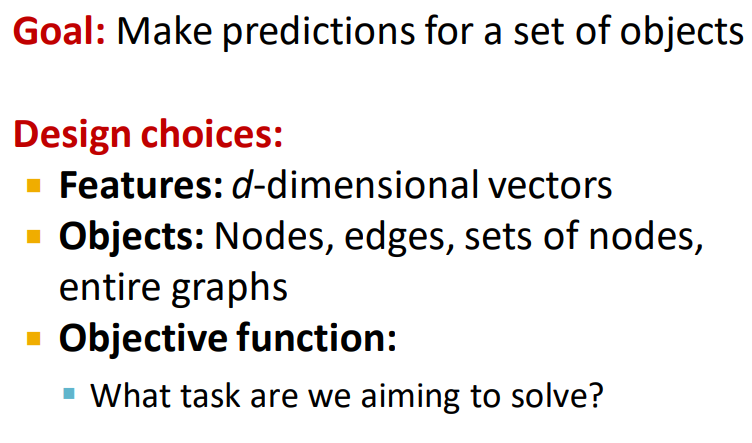 Goal: Make predictions for a set of objects
Design choices:
Features: d-dimensional vectors
Objects: Nodes, edges, sets of nodes,
entire graphs
Objective function:
What task are we aiming to solve?